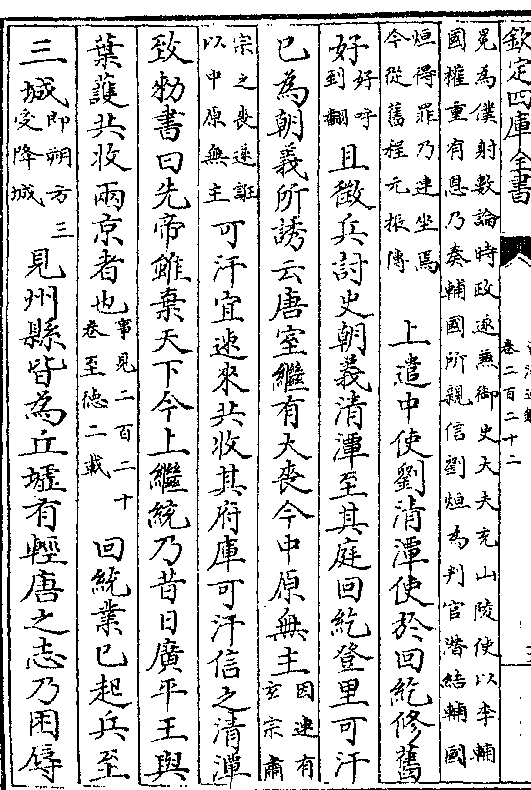 欽定四庫全書
卷二百二十二
冕為僕射數論時政遂兼御史大夫充山陵使以李輔
國權重有恩乃奏輔國所親信劉烜為判官潛結輔國
烜得罪乃連坐焉今從舊程元振傳 上遣中使劉清潭使於回紇修舊
好好呼到翻且徵兵討史朝義清潭至其庭回紇登里可汗
已為朝義所誘云唐室繼有大喪今中原無主因連有玄宗肅
宗之喪遂誑以中原無主可汗宜速來共收其府庫可汗信之清潭
致勑書曰先帝雖棄天下今上繼統乃昔日廣平王與
葉護共收兩京者也事見二百二十卷至德二載 回紇業已起兵至
三城即朔方三受降城見州縣皆為丘墟有輕唐之志乃困辱